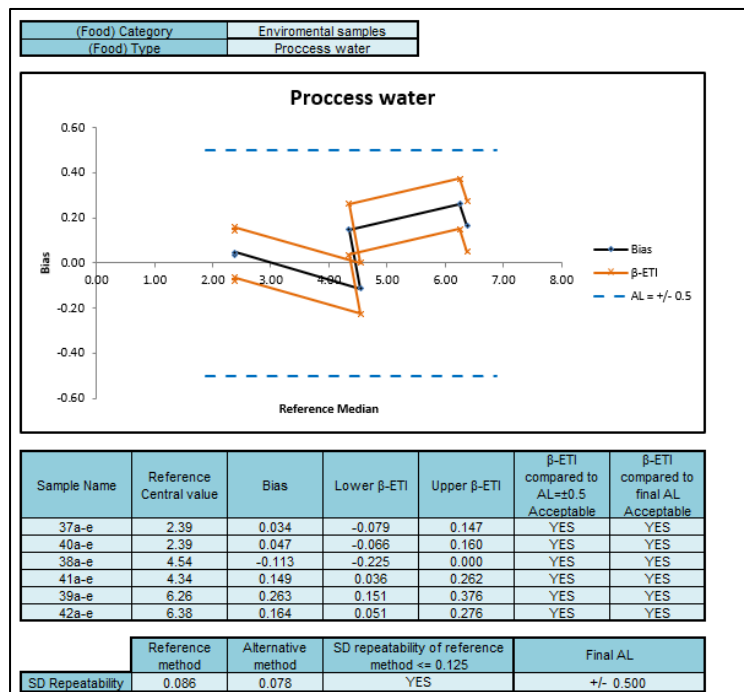 (Food) Category Enviromental samples
(Food) Type Proccess water
Proccess water
0.60
0.40
0.20
0.00
-0.20
-0.40
-0.60
Bias
0.00 1.00 2.00 3.00 4.00 5.00 6.00 7.00 8.00
Reference Median
Bias
β-ETI
AL = +/- 0.5
Sample Name Reference Central value Bias Lower β-ETI Upper β-ETI β-ETI compared to AL=±0.5 Acceptable β-ETI compared to final AL Acceptable
37a-e 2.39 0.034 -0.079 0.147 YES YES
40a-e 2.39 0.047 -0.066 0.160 YES YES
38a-e 4.54 -0.113 -0.225 0.000 YES YES
41a-e 4.34 0.149 0.036 0.262 YES YES
39a-e 6.26 0.263 0.151 0.376 YES YES
42a-e 6.38 0.164 0.051 0.276 YES YES
Reference method Alternative method SD repeatability of reference method <= 0.125 Final AL
SD Repeatability 0.086 0.078 YES +/- 0.500